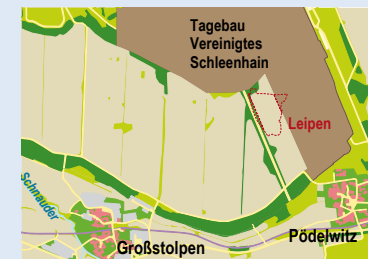 Tagebau
Vereinigtes
Schleenhain
Leipen
Schnauder
Großstolpen
Pödelwitz